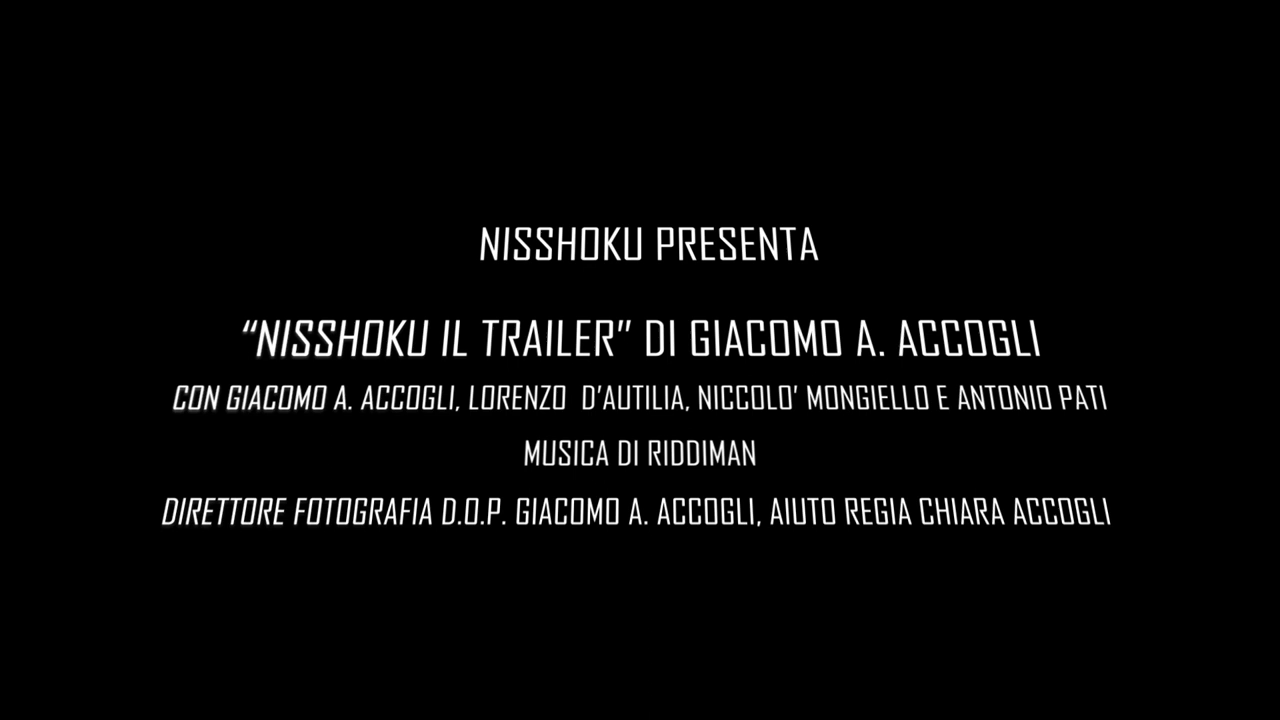 NISSHOKU PRESENTA
“NISSHOKU IL TRAILER” DI GIACOMO A. ACCOGLI
CON GIACOMO A. ACCOGLI, LORENZO D’AUTILIA, NICCOLO’ MONGIELLO E ANTONIO PATI
MUSICA DI RIDDIMAN
DIRETTORE FOTOGRAFIA D.O.P. GIACOMO A. ACCOGLI, AIUTO REGIA CHIARA ACCOGLI